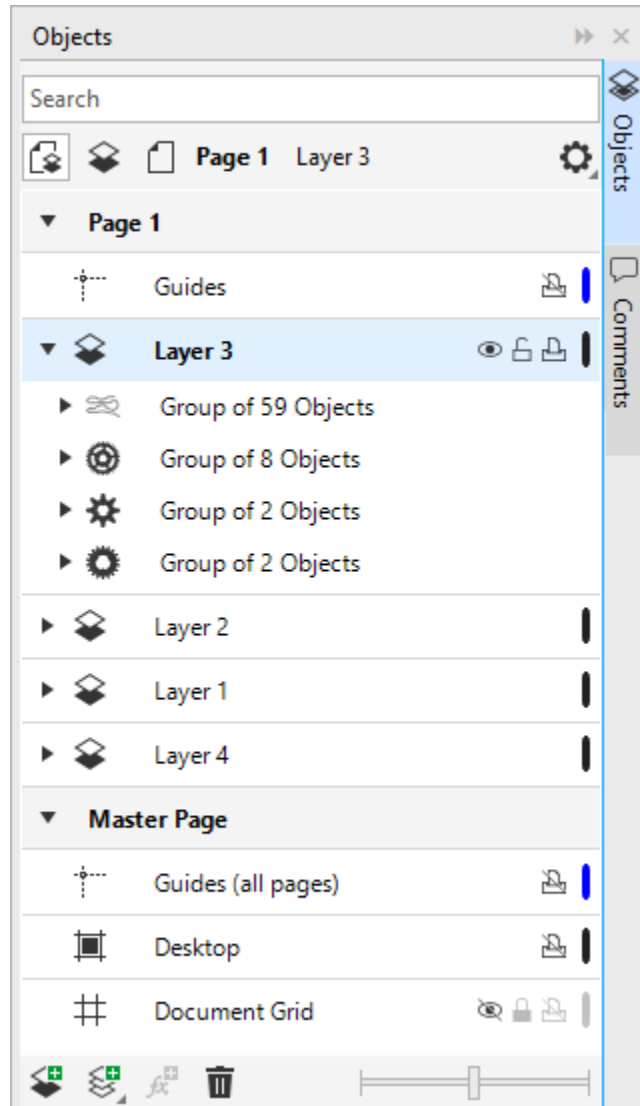 Objects
Search
Page 1 Layer 3
Page 1
Guides
Layer 3
Group of 59 Objects
Group of 8 Objects
Group of 2 Objects
Group of 2 Objects
Layer 2
Layer 1
Layer 4
Master Page
Guides (all pages)
Desktop
Document Grid
Objects
Comments